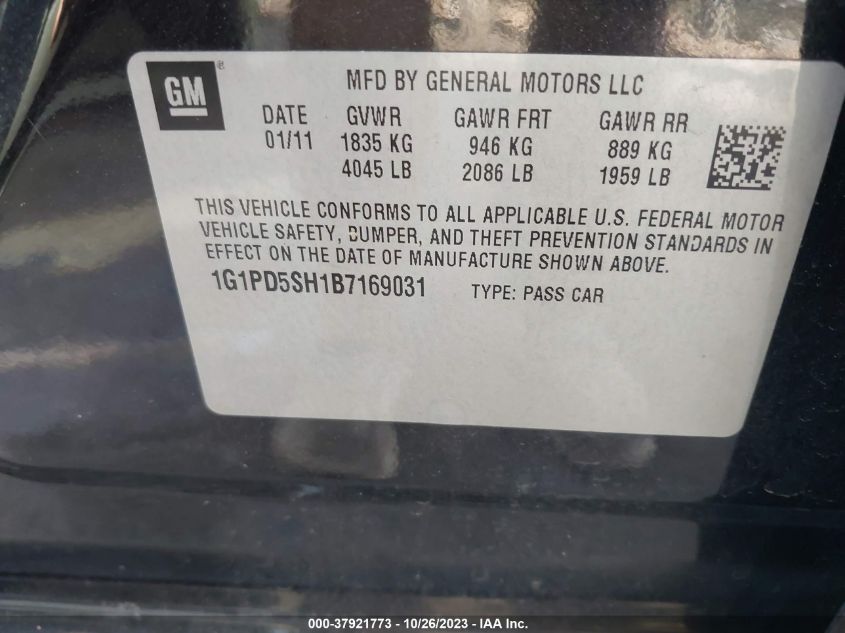 GM®
MFD BY GENERAL MOTORS LLC
DATE GVWR GAWR FRT GAWR RR
01/11 1835 KG 946 KG 889 KG
4045 LB 2086 LB 1959 LB
THIS VEHICLE CONFORMS TO ALL APPLICABLE U.S. FEDERAL MOTOR
VEHICLE SAFETY, BUMPER, AND THEFT PREVENTION STANDARDS IN
EFFECT ON THE DATE OF MANUFACTURE SHOWN ABOVE.
1G1PD5SH1B7169031 TYPE: PASS CAR
000-37921773 - 10/26/2023 - IAA Inc.